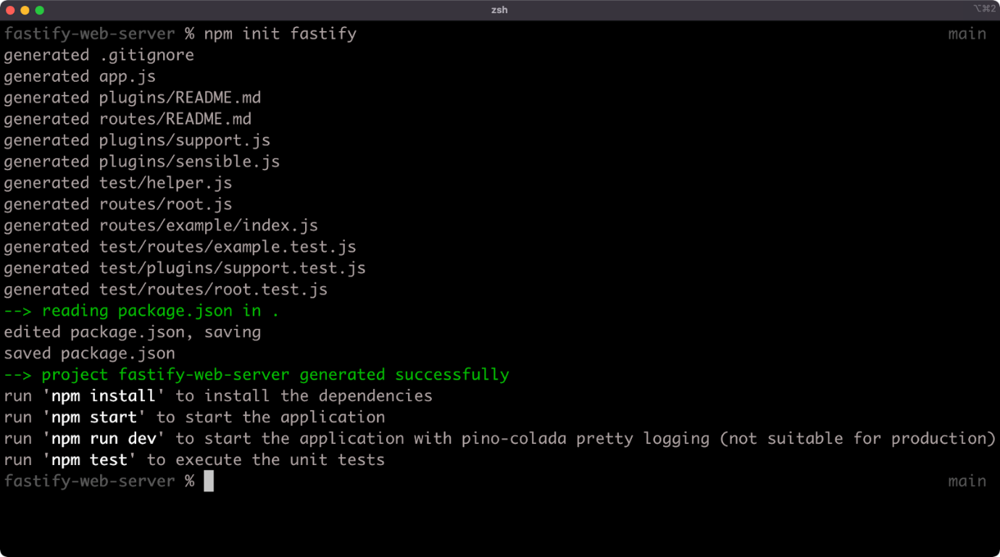 zsh
⌥⌘2
fastify-web-server % npm init fastify main
generated .gitignore
generated app.js
generated plugins/README.md
generated routes/README.md
generated plugins/support.js
generated plugins/sensible.js
generated test/helper.js
generated routes/root.js
generated routes/example/index.js
generated test/routes/example.test.js
generated test/plugins/support.test.js
generated test/routes/root.test.js
--> reading package.json in .
edited package.json, saving
saved package.json
--> project fastify-web-server generated successfully
run 'npm install' to install the dependencies
run 'npm start' to start the application
run 'npm run dev' to start the application with pino-colada pretty logging (not suitable for production)
run 'npm test' to execute the unit tests
fastify-web-server % main